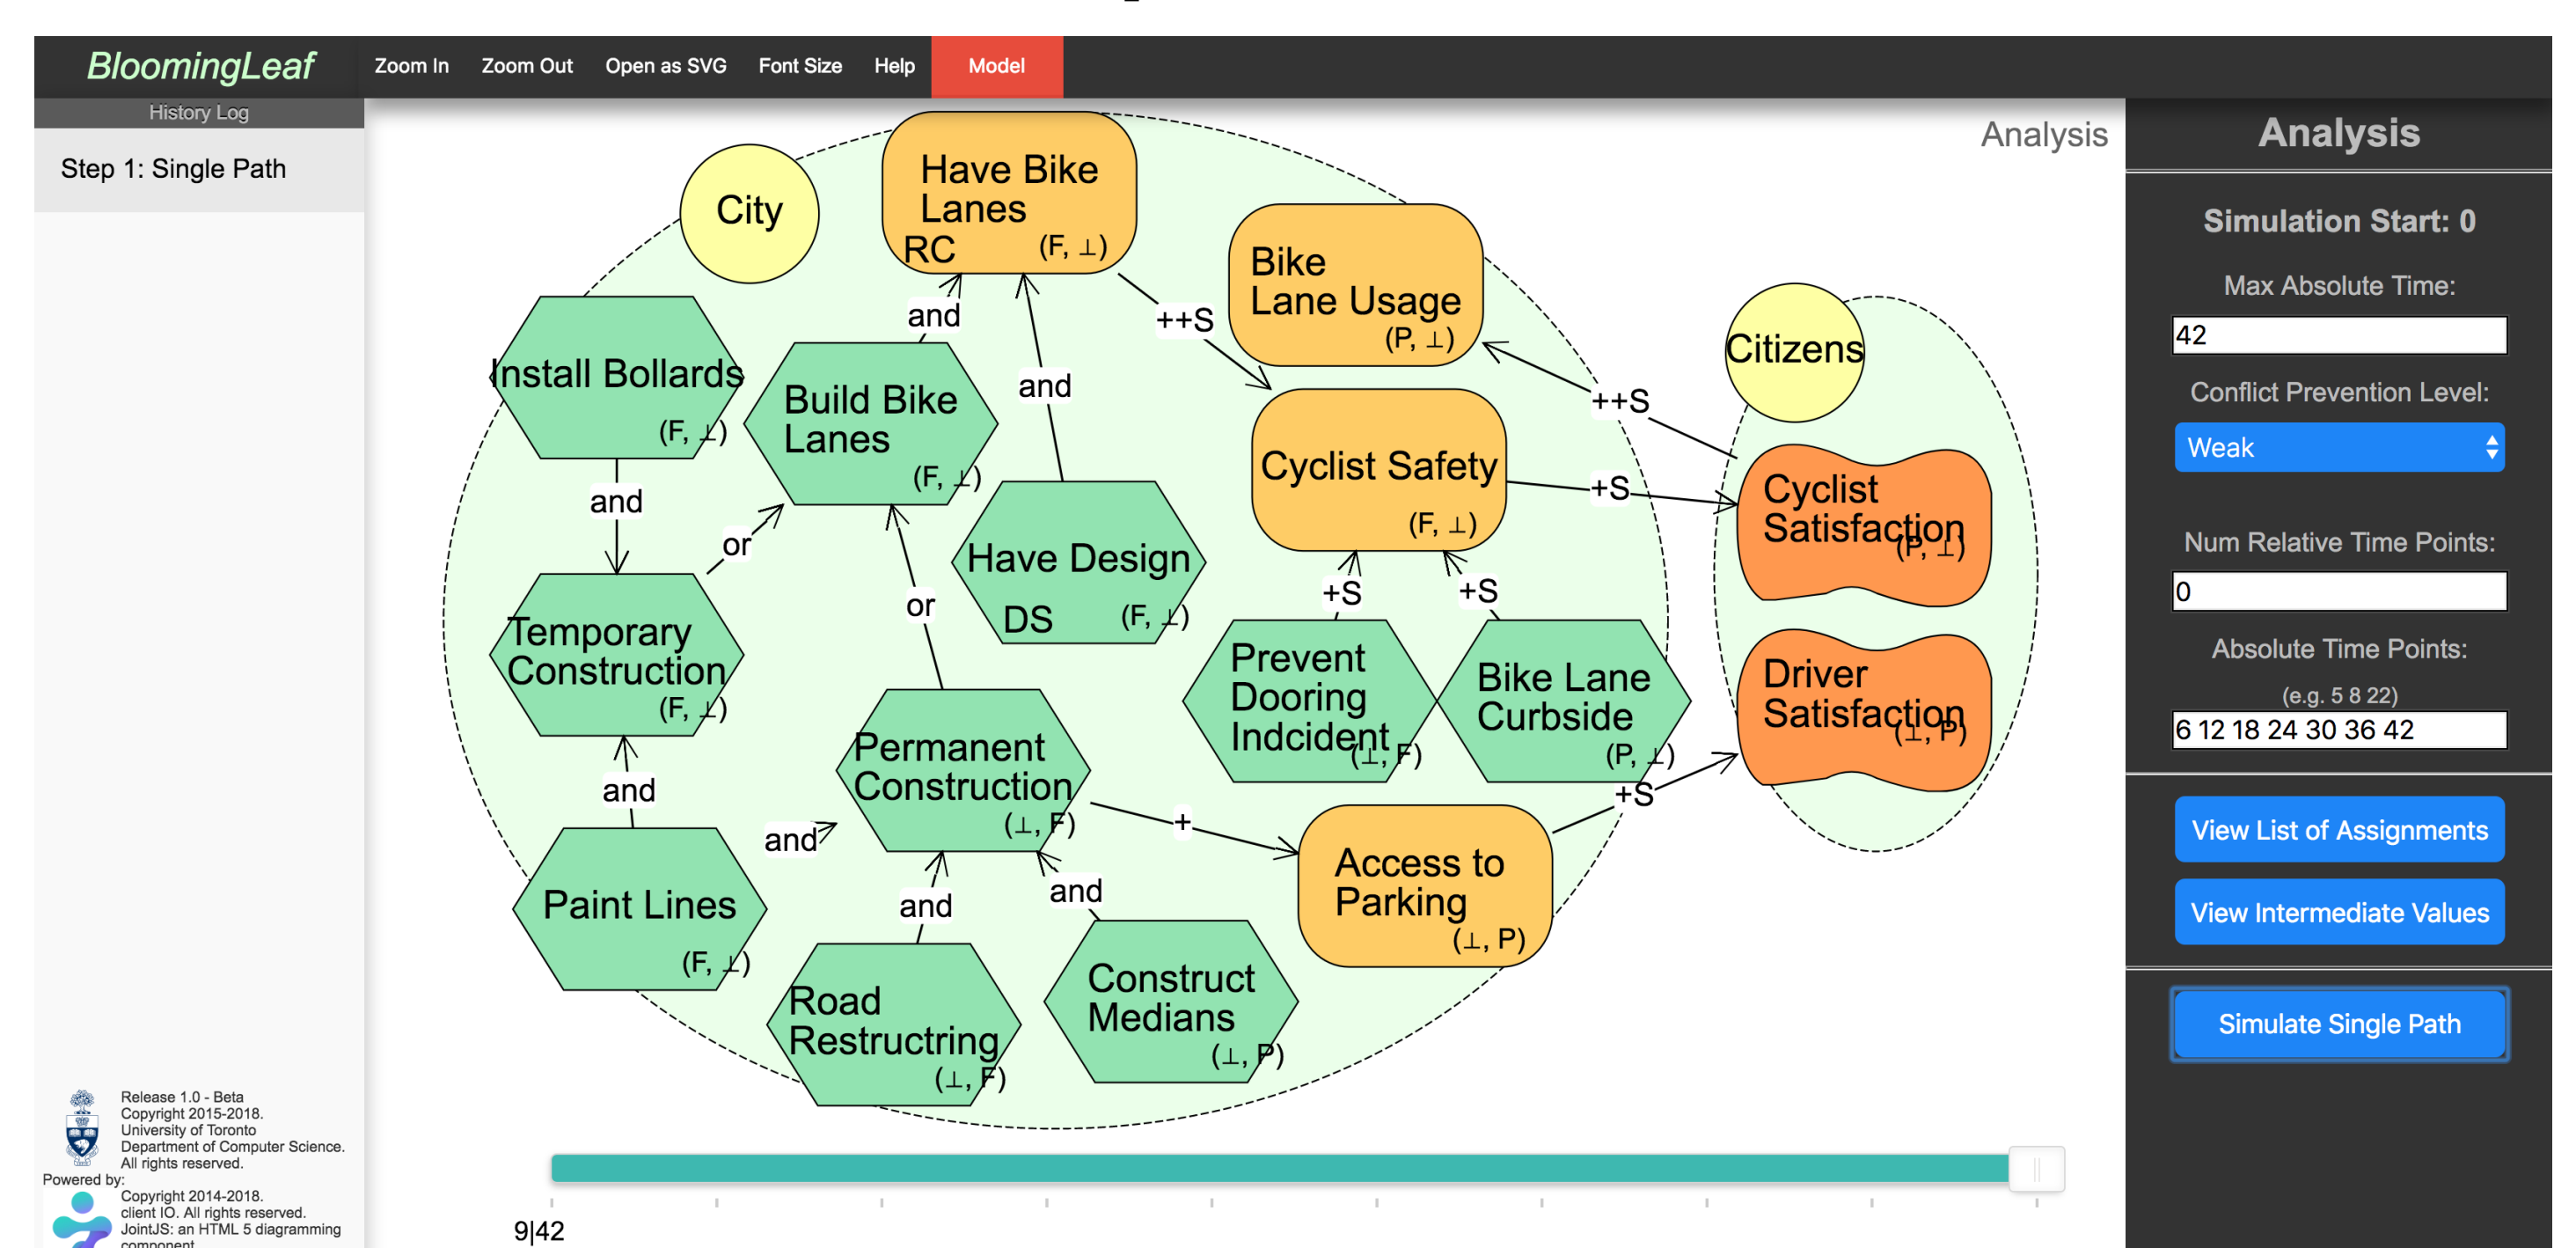 BloomingLeaf
Zoom In
Zoom Out
Open as SVG
Font Size
Help
Model
History Log
Step 1: Single Path
Analysis
City
Have Bike
Lanes
RC
(F, ⊥)
Bike
Lane Usage
(P, ⊥)
and
++S
Install Bollards
(F, ⊥)
Build Bike
Lanes
(F, ⊥)
and
Citizens
++S
Cyclist Safety
(F, ⊥)
+S
Cyclist
Satisfaction
(P, ⊥)
and
or
Have Design
DS
(F, ⊥)
or
+S
+S
Temporary
Construction
(F, ⊥)
Prevent
Dooring
Indcident
(⊥, F)
Bike Lane
Curbside
(P, ⊥)
Driver
Satisfaction
(⊥, P)
Permanent
Construction
(⊥, F)
and
and
+
+S
Access to
Parking
(⊥, P)
Paint Lines
(F, ⊥)
and
and
Road
Restructring
(⊥, F)
Construct
Medians
(⊥, P)
9|42
Analysis
Simulation Start: 0
Max Absolute Time:
42
Conflict Prevention Level:
Weak
Num Relative Time Points:
0
Absolute Time Points:
(e.g. 5 8 22)
6 12 18 24 30 36 42
View List of Assignments
View Intermediate Values
Simulate Single Path
Release 1.0 - Beta
Copyright 2015-2018.
University of Toronto
Department of Computer Science.
All rights reserved.
Powered by:
Copyright 2014-2018.
client IO. All rights reserved.
JointJS: an HTML 5 diagramming
component